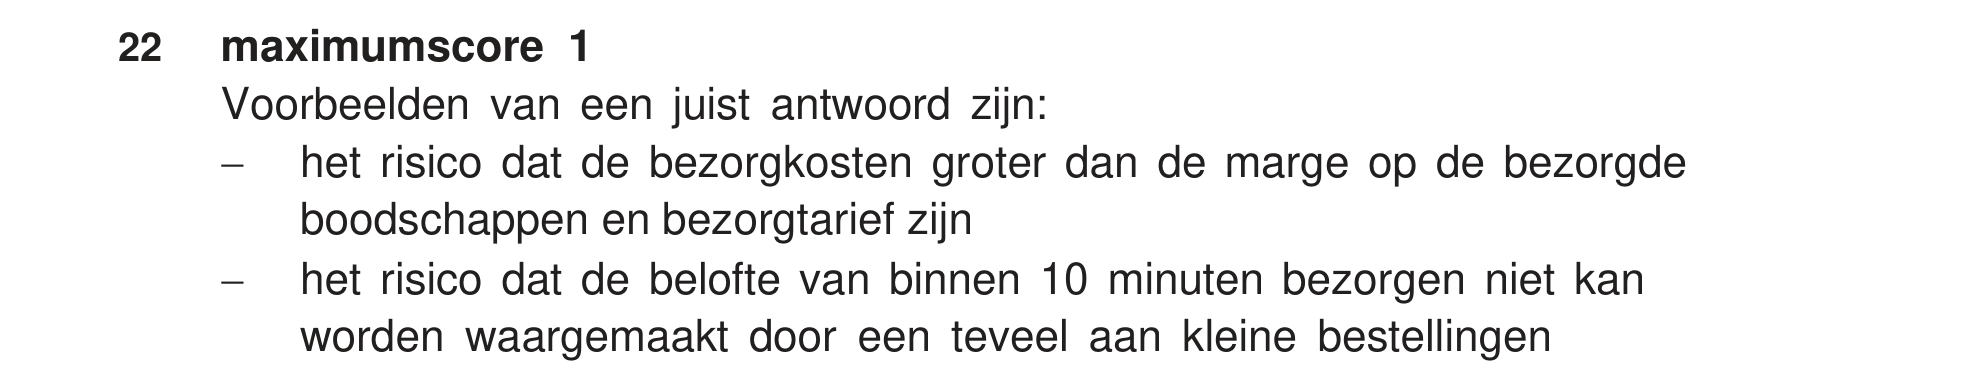 22 maximumscore 1
Voorbeelden van een juist antwoord zijn:
– het risico dat de bezorgkosten groter dan de marge op de bezorgde
boodschappen en bezorgtarief zijn
– het risico dat de belofte van binnen 10 minuten bezorgen niet kan
worden waargemaakt door een teveel aan kleine bestellingen